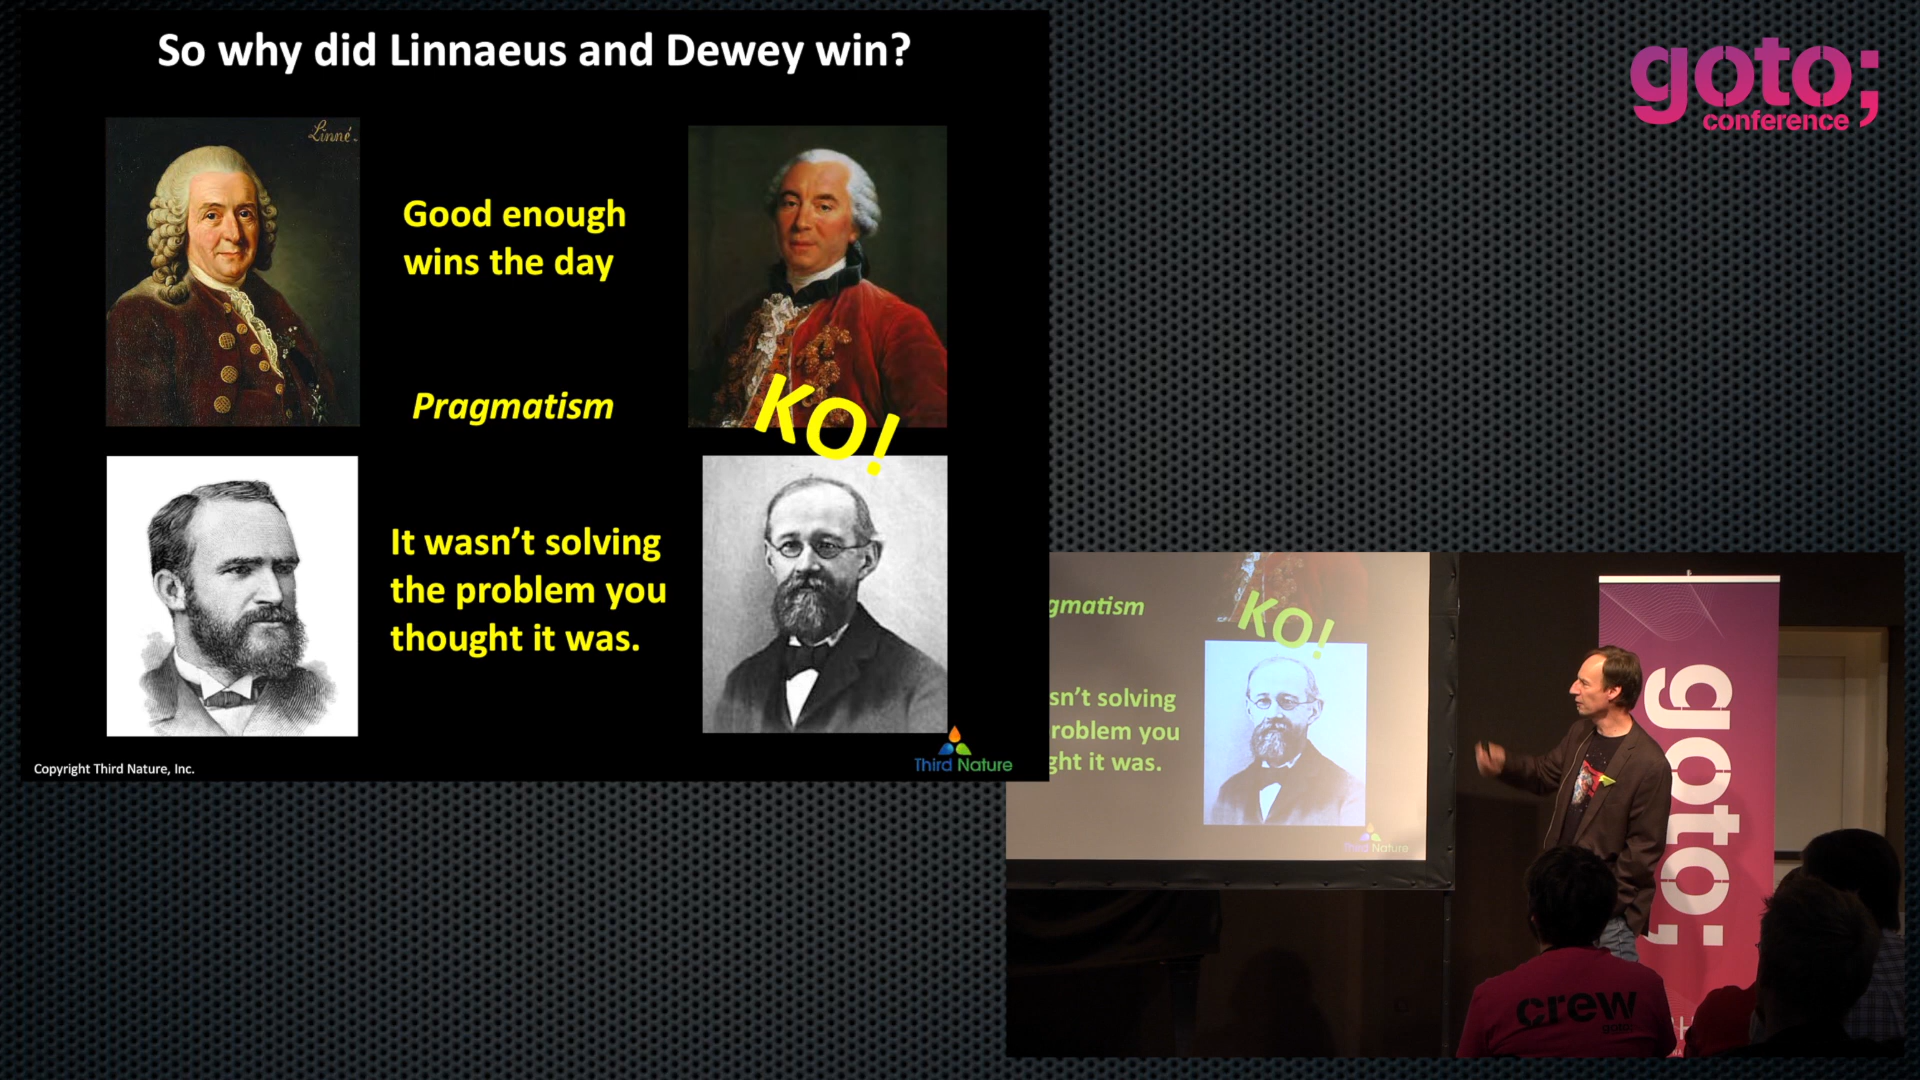 So why did Linnaeus and Dewey win?
Linné.
Good enough
wins the day
Pragmatism
KO!
It wasn’t solving
the problem you
thought it was.
Copyright Third Nature, Inc.
Third Nature
goto;
conference
gmatism
KO!
sn’t solving
roblem you
ght it was.
Third Nature
goto;
crew
goto;